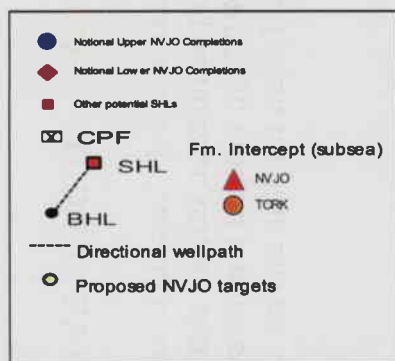 Notional Upper NVJO Completions
Notional Lower NVJO Completions
Other potential SHLs
CPF
SHL
Fm. Intercept (subsea)
NVJO
TORK
BHL
Directional wellpath
Proposed NVJO targets